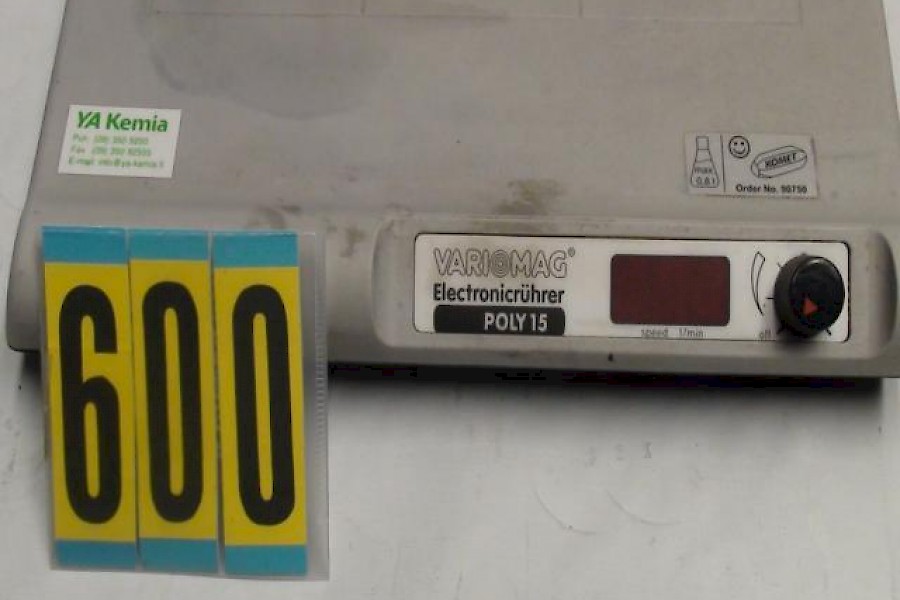 YA Kemia
max.
0,8 l
KOMET
Order No. 90750
VARIOMAG®
Electronicrührer
POLY 15
speed 1/min
off
600